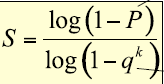 S = log(1 − P) / log(1 − q^k)